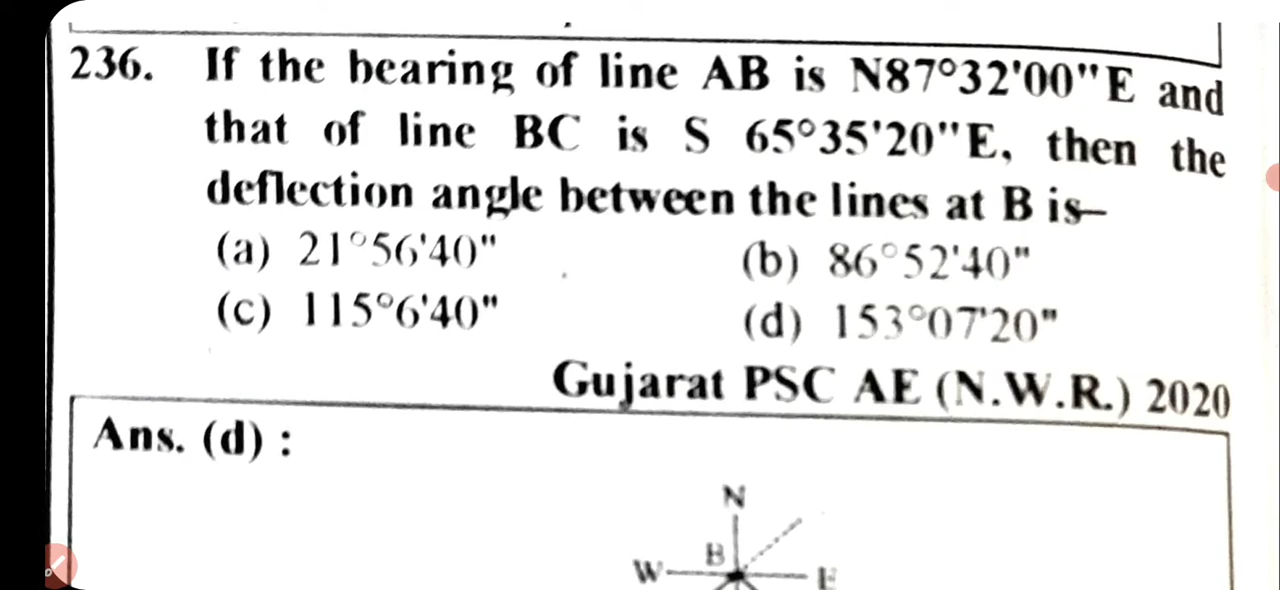 236. If the bearing of line AB is N87°32'00"E and
that of line BC is S 65°35'20"E, then the
deflection angle between the lines at B is–
(a) 21°56'40" (b) 86°52'40"
(c) 115°6'40" (d) 153°07'20"
Gujarat PSC AE (N.W.R.) 2020
Ans. (d) :
N
B
W E